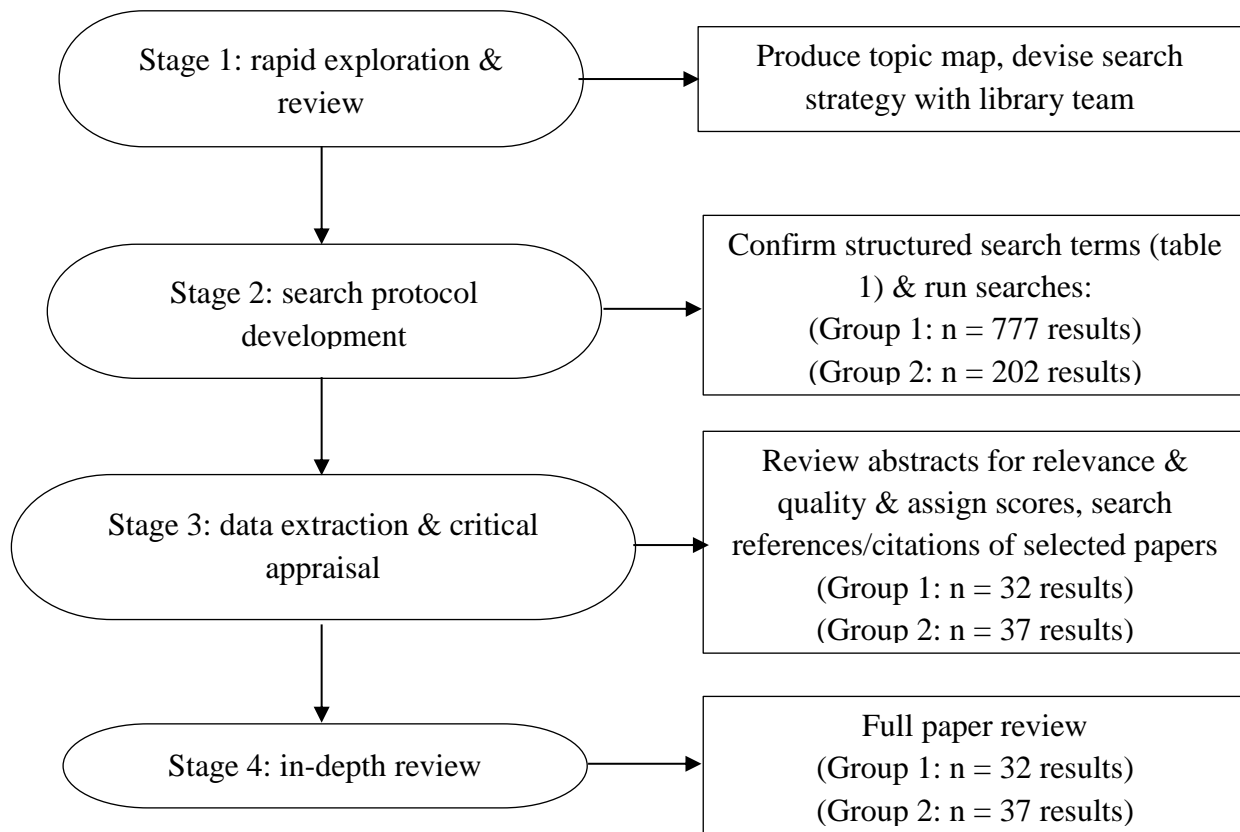 Stage 1: rapid exploration &
review
Produce topic map, devise search
strategy with library team
Stage 2: search protocol
development
Confirm structured search terms (table
1) & run searches:
(Group 1: n = 777 results)
(Group 2: n = 202 results)
Stage 3: data extraction & critical
appraisal
Review abstracts for relevance &
quality & assign scores, search
references/citations of selected papers
(Group 1: n = 32 results)
(Group 2: n = 37 results)
Stage 4: in-depth review
Full paper review
(Group 1: n = 32 results)
(Group 2: n = 37 results)